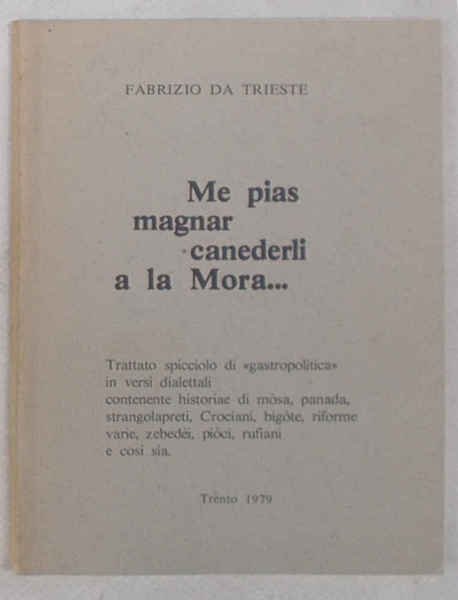 FABRIZIO DA TRIESTE
Me pias
magnar
canederli
a la Mora...
Trattato spicciolo di «gastropolitica»
in versi dialettali
contenente historiae di mòsa, panada,
strangolapreti, Crociani, bigòte, riforme
varie, zebedèi, piòci, rufiani
e così sia.
Trento 1979